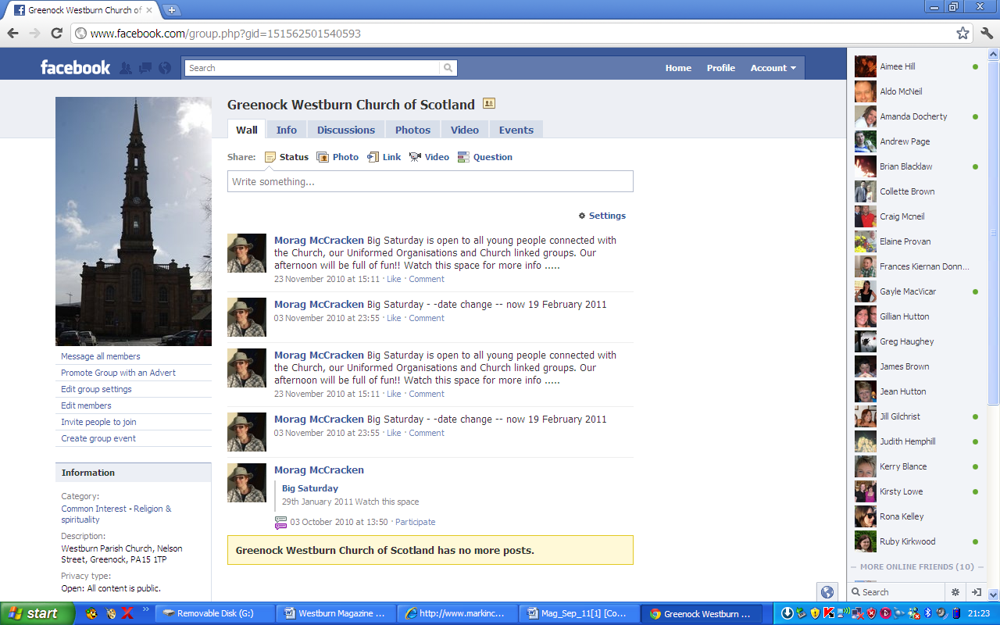 Greenock Westburn Church of
www.facebook.com/group.php?gid=151562501540593
facebook
Search
Home Profile Account
Greenock Westburn Church of Scotland
Wall Info Discussions Photos Video Events
Share: Status Photo Link Video Question
Write something...
Settings
Morag McCracken Big Saturday is open to all young people connected with
the Church, our Uniformed Organisations and Church linked groups. Our
afternoon will be full of fun!! Watch this space for more info .....
23 November 2010 at 15:11 · Like · Comment
Morag McCracken Big Saturday - -date change -- now 19 February 2011
03 November 2010 at 23:55 · Like · Comment
Morag McCracken Big Saturday is open to all young people connected with
the Church, our Uniformed Organisations and Church linked groups. Our
afternoon will be full of fun!! Watch this space for more info .....
23 November 2010 at 15:11 · Like · Comment
Morag McCracken Big Saturday - -date change -- now 19 February 2011
03 November 2010 at 23:55 · Like · Comment
Morag McCracken
Big Saturday
29th January 2011 Watch this space
03 October 2010 at 13:50 · Participate
Greenock Westburn Church of Scotland has no more posts.
Message all members
Promote Group with an Advert
Edit group settings
Edit members
Invite people to join
Create group event
Information
Category:
Common Interest - Religion &
spirituality
Description:
Westburn Parish Church, Nelson
Street, Greenock, PA15 1TP
Privacy type:
Open: All content is public.
Aimee Hill
Aldo McNeil
Amanda Docherty
Andrew Page
Brian Blacklaw
Collette Brown
Craig Mcneil
Elaine Provan
Frances Kiernan Donn...
Gayle MacVicar
Gillian Hutton
Greg Haughey
James Brown
Jean Hutton
Jill Gilchrist
Judith Hemphill
Kerry Blance
Kirsty Lowe
Rona Kelley
Ruby Kirkwood
MORE ONLINE FRIENDS (10)
Search
start
Removable Disk (G:)
Westburn Magazine ...
http://www.markinc...
Mag_Sep_11[1] [Co...
Greenock Westburn ...
21:23